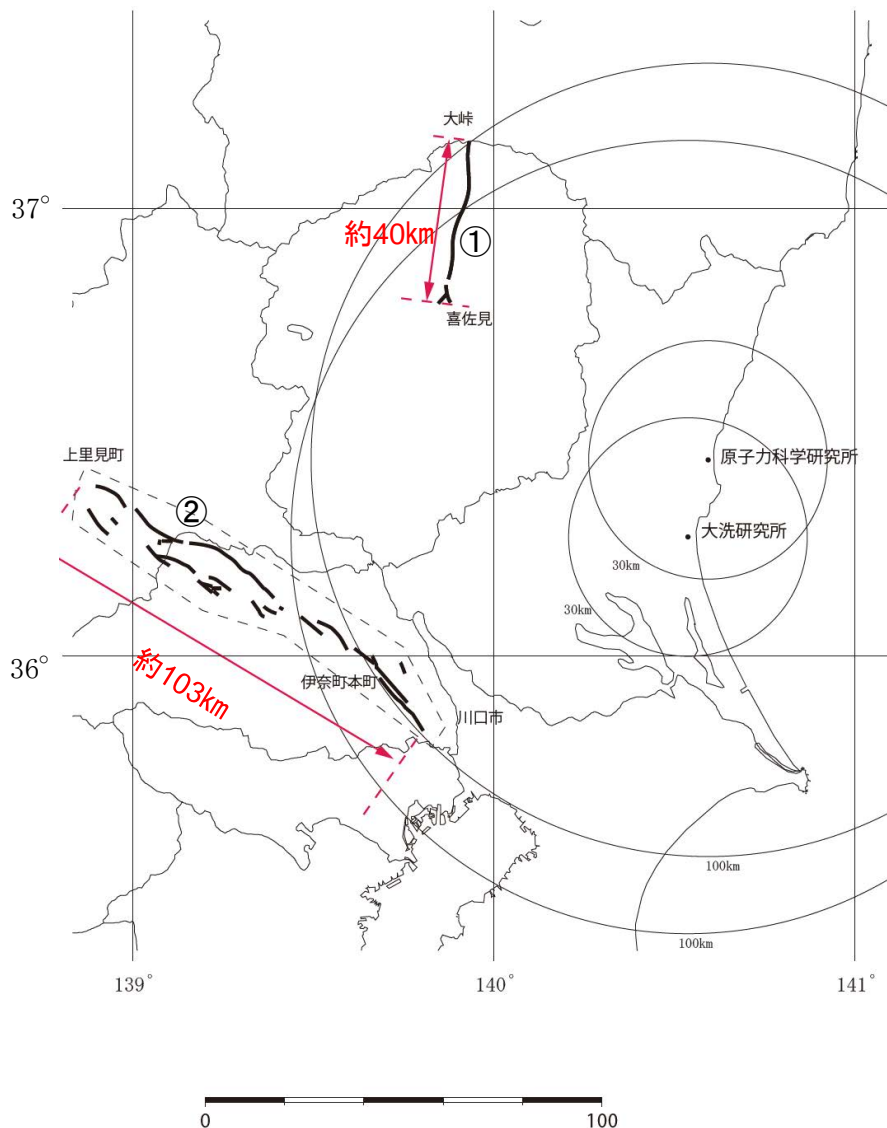 大峠
37°
約40㎞
①
喜佐見
上里見町
②
原子力科学研究所
大洗研究所
30km
30km
36°
約103㎞
伊奈町本町
川口市
100km
100km
139°
140°
141°
0
100